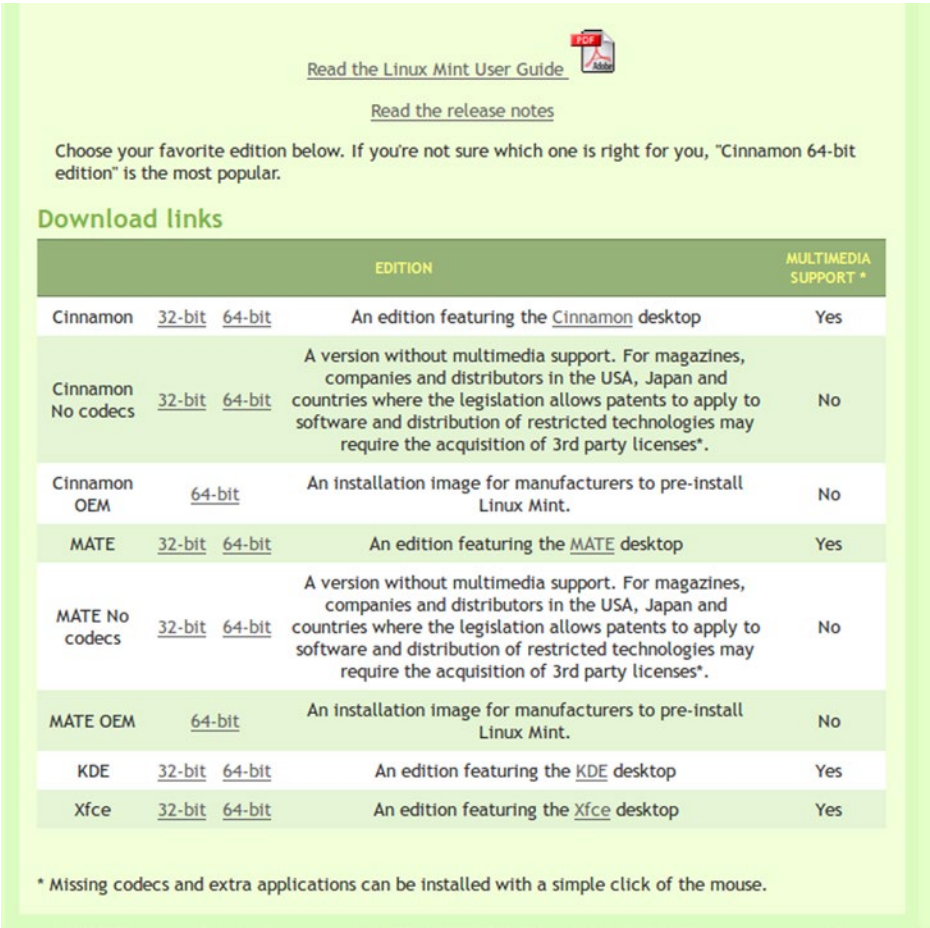 Read the Linux Mint User Guide
PDF
Adobe
Read the release notes
Choose your favorite edition below. If you're not sure which one is right for you, "Cinnamon 64-bit
edition" is the most popular.
Download links
EDITION
MULTIMEDIA
SUPPORT *
Cinnamon 32-bit 64-bit An edition featuring the Cinnamon desktop Yes
A version without multimedia support. For magazines,
companies and distributors in the USA, Japan and
Cinnamon
No codecs 32-bit 64-bit countries where the legislation allows patents to apply to No
software and distribution of restricted technologies may
require the acquisition of 3rd party licenses*.
Cinnamon
OEM 64-bit An installation image for manufacturers to pre-install No
Linux Mint.
MATE 32-bit 64-bit An edition featuring the MATE desktop Yes
A version without multimedia support. For magazines,
companies and distributors in the USA, Japan and
MATE No
codecs 32-bit 64-bit countries where the legislation allows patents to apply to No
software and distribution of restricted technologies may
require the acquisition of 3rd party licenses*.
MATE OEM 64-bit An installation image for manufacturers to pre-install No
Linux Mint.
KDE 32-bit 64-bit An edition featuring the KDE desktop Yes
Xfce 32-bit 64-bit An edition featuring the Xfce desktop Yes
* Missing codecs and extra applications can be installed with a simple click of the mouse.